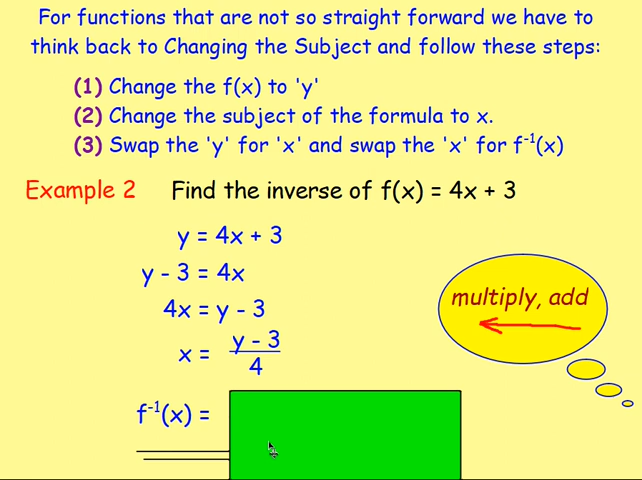 For functions that are not so straight forward we have to
think back to Changing the Subject and follow these steps:
(1) Change the f(x) to 'y'
(2) Change the subject of the formula to x.
(3) Swap the 'y' for 'x' and swap the 'x' for f⁻¹(x)
Example 2 Find the inverse of f(x) = 4x + 3
y = 4x + 3
y - 3 = 4x
4x = y - 3
x = y - 3 / 4
f⁻¹(x) =
multiply, add